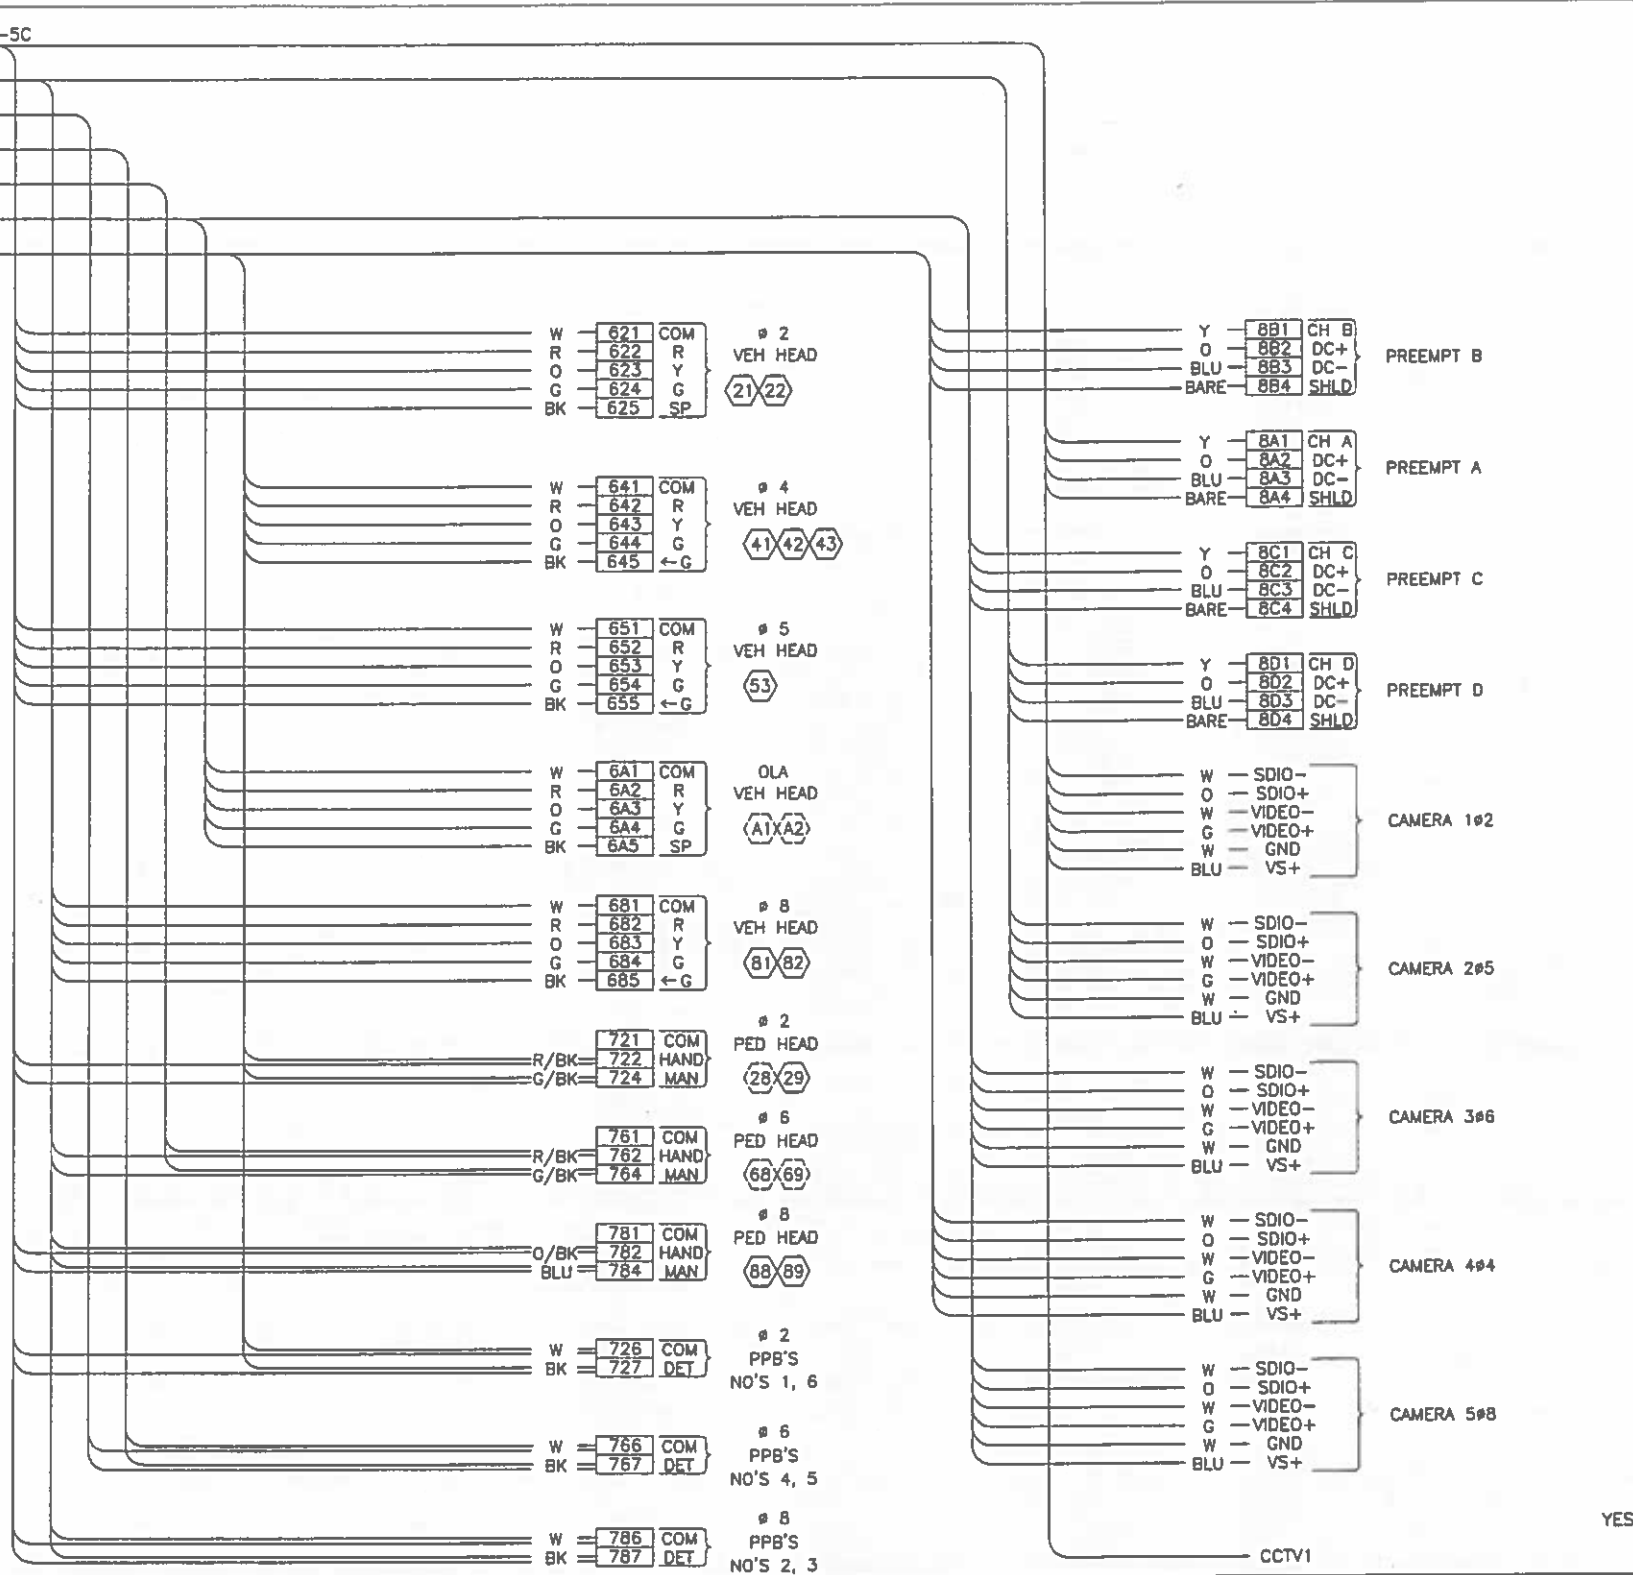 -5C
W 621 COM ø 2
R 622 R VEH HEAD
O 623 Y
G 624 G 21 22
BK 625 SP
W 641 COM ø 4
R 642 R VEH HEAD
O 643 Y
G 644 G 41 42 43
BK 645 ←G
W 651 COM ø 5
R 652 R VEH HEAD
O 653 Y
G 654 G 53
BK 655 ←G
W 6A1 COM OLA
R 6A2 R VEH HEAD
O 6A3 Y
G 6A4 G A1 A2
BK 6A5 SP
W 681 COM ø 8
R 682 R VEH HEAD
O 683 Y
G 684 G 81 82
BK 685 ←G
ø 2
721 COM PED HEAD
R/BK 722 HAND
G/BK 724 MAN 28 29
ø 6
761 COM PED HEAD
R/BK 762 HAND
G/BK 764 MAN 68 69
ø 8
781 COM PED HEAD
O/BK 782 HAND
BLU 784 MAN 88 89
ø 2
W 726 COM PPB'S
BK 727 DET
NO'S 1, 6
ø 6
W 766 COM PPB'S
BK 767 DET
NO'S 4, 5
ø 8
W 786 COM PPB'S
BK 787 DET
NO'S 2, 3
Y 8B1 CH B
O 8B2 DC+ PREEMPT B
BLU 8B3 DC-
BARE 8B4 SHLD
Y 8A1 CH A
O 8A2 DC+ PREEMPT A
BLU 8A3 DC-
BARE 8A4 SHLD
Y 8C1 CH C
O 8C2 DC+ PREEMPT C
BLU 8C3 DC-
BARE 8C4 SHLD
Y 8D1 CH D
O 8D2 DC+ PREEMPT D
BLU 8D3 DC-
BARE 8D4 SHLD
W SDIO-
O SDIO+
W VIDEO- CAMERA 1ø2
G VIDEO+
W GND
BLU VS+
W SDIO-
O SDIO+
W VIDEO- CAMERA 2ø5
G VIDEO+
W GND
BLU VS+
W SDIO-
O SDIO+
W VIDEO- CAMERA 3ø6
G VIDEO+
W GND
BLU VS+
W SDIO-
O SDIO+
W VIDEO- CAMERA 4ø4
G VIDEO+
W GND
BLU VS+
W SDIO-
O SDIO+
W VIDEO- CAMERA 5ø8
G VIDEO+
W GND
BLU VS+
YES
CCTV1